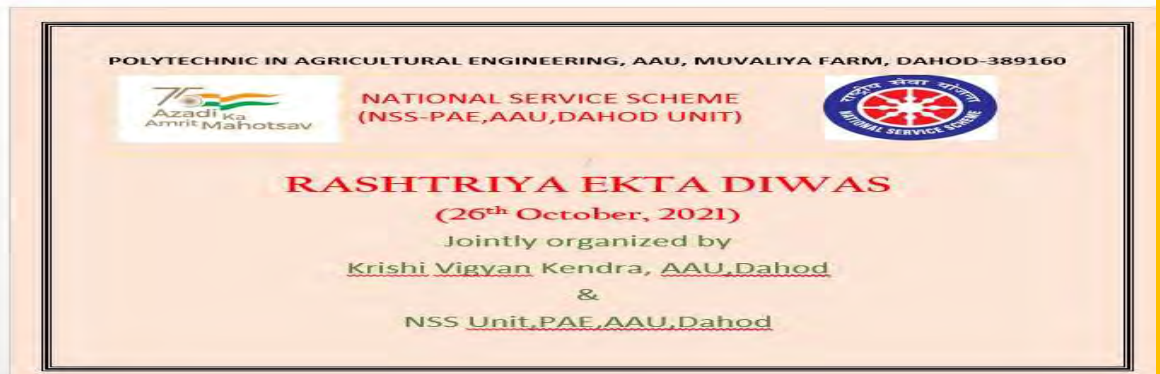 POLYTECHNIC IN AGRICULTURAL ENGINEERING, AAU, MUVALIYA FARM, DAHOD-389160
75
Azadi Ka
Amrit Mahotsav
NATIONAL SERVICE SCHEME
(NSS-PAE,AAU,DAHOD UNIT)
राष्ट्रीय सेवा योजना
NATIONAL SERVICE SCHEME
RASHTRIYA EKTA DIWAS
(26th October, 2021)
Jointly organized by
Krishi Vigyan Kendra, AAU,Dahod
&
NSS Unit,PAE,AAU,Dahod